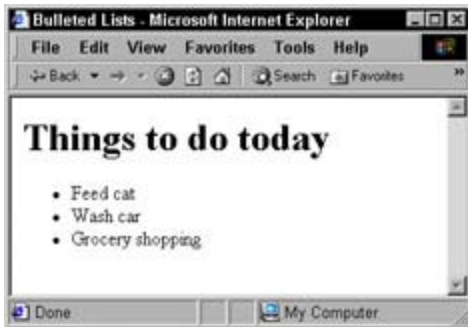 Bulleted Lists - Microsoft Internet Explorer
File Edit View Favorites Tools Help
Back Search Favorites »
Things to do today
• Feed cat
• Wash car
• Grocery shopping
Done My Computer